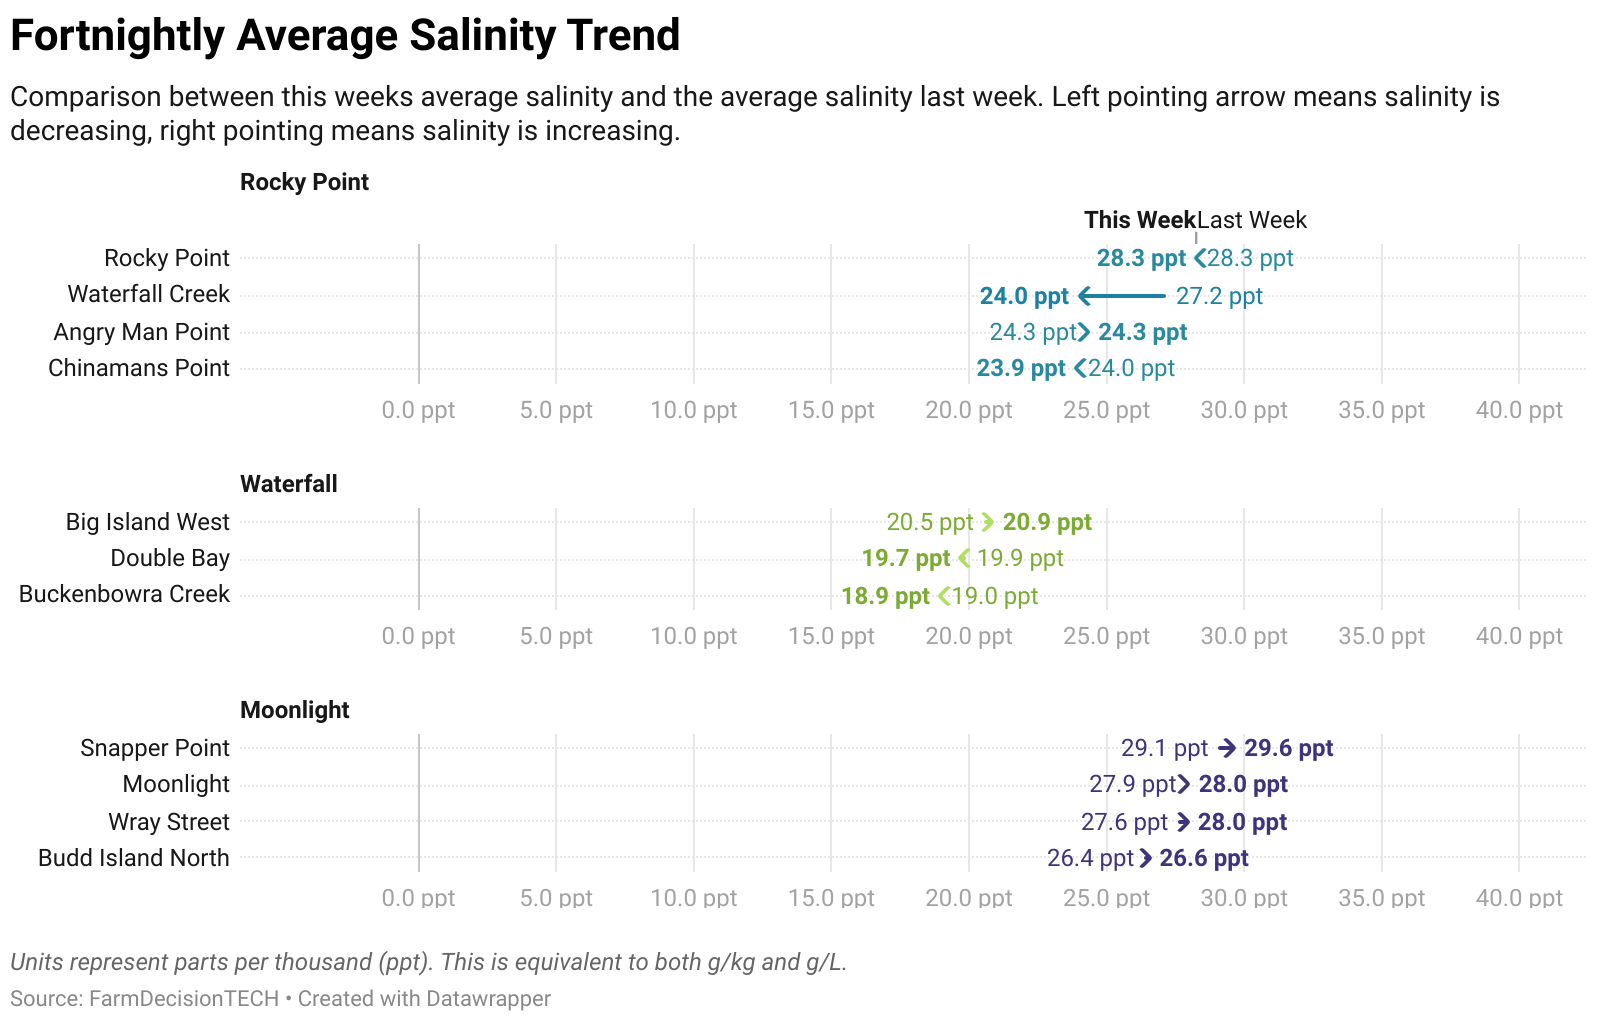 Fortnightly Average Salinity Trend
Comparison between this weeks average salinity and the average salinity last week. Left pointing arrow means salinity is
decreasing, right pointing means salinity is increasing.
Rocky Point
This Week Last Week
Rocky Point 28.3 ppt 28.3 ppt
Waterfall Creek 24.0 ppt 27.2 ppt
Angry Man Point 24.3 ppt 24.3 ppt
Chinamans Point 23.9 ppt 24.0 ppt
0.0 ppt 5.0 ppt 10.0 ppt 15.0 ppt 20.0 ppt 25.0 ppt 30.0 ppt 35.0 ppt 40.0 ppt
Waterfall
Big Island West 20.5 ppt 20.9 ppt
Double Bay 19.7 ppt 19.9 ppt
Buckenbowra Creek 18.9 ppt 19.0 ppt
0.0 ppt 5.0 ppt 10.0 ppt 15.0 ppt 20.0 ppt 25.0 ppt 30.0 ppt 35.0 ppt 40.0 ppt
Moonlight
Snapper Point 29.1 ppt 29.6 ppt
Moonlight 27.9 ppt 28.0 ppt
Wray Street 27.6 ppt 28.0 ppt
Budd Island North 26.4 ppt 26.6 ppt
0.0 ppt 5.0 ppt 10.0 ppt 15.0 ppt 20.0 ppt 25.0 ppt 30.0 ppt 35.0 ppt 40.0 ppt
Units represent parts per thousand (ppt). This is equivalent to both g/kg and g/L.
Source: FarmDecisionTECH • Created with Datawrapper